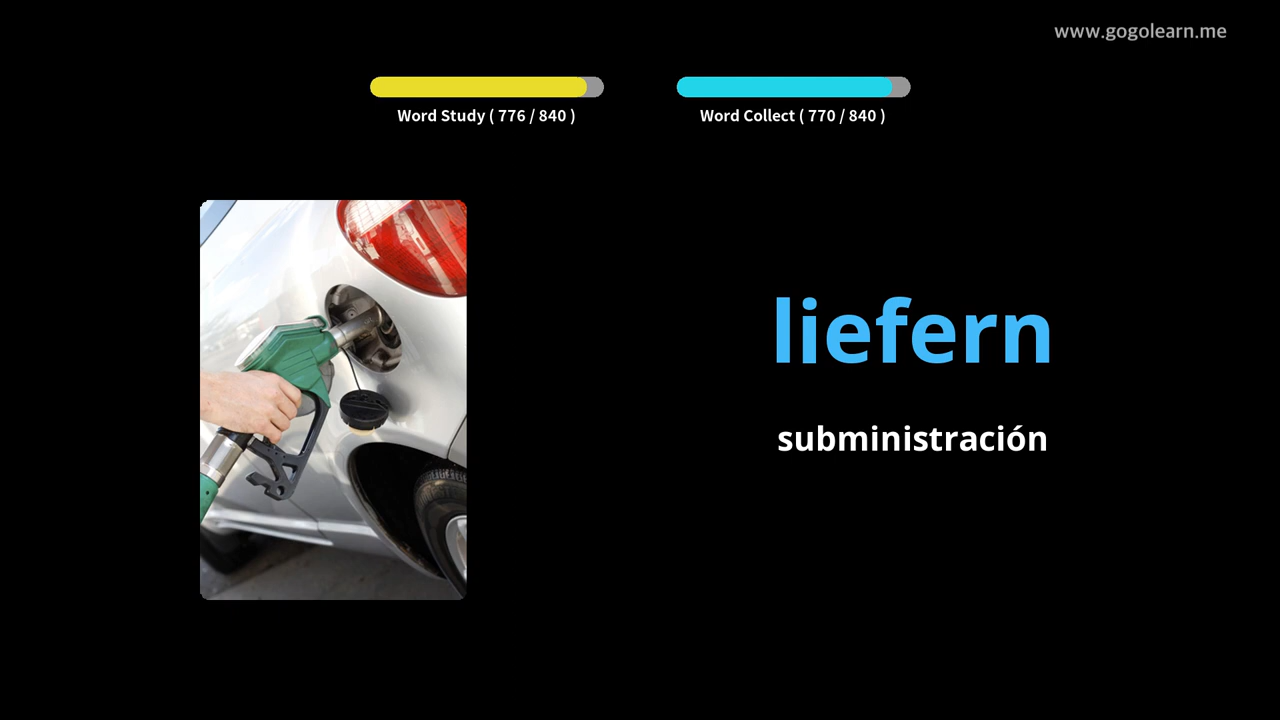 www.gogolearn.me
Word Study ( 776 / 840 )
Word Collect ( 770 / 840 )
liefern
subministración